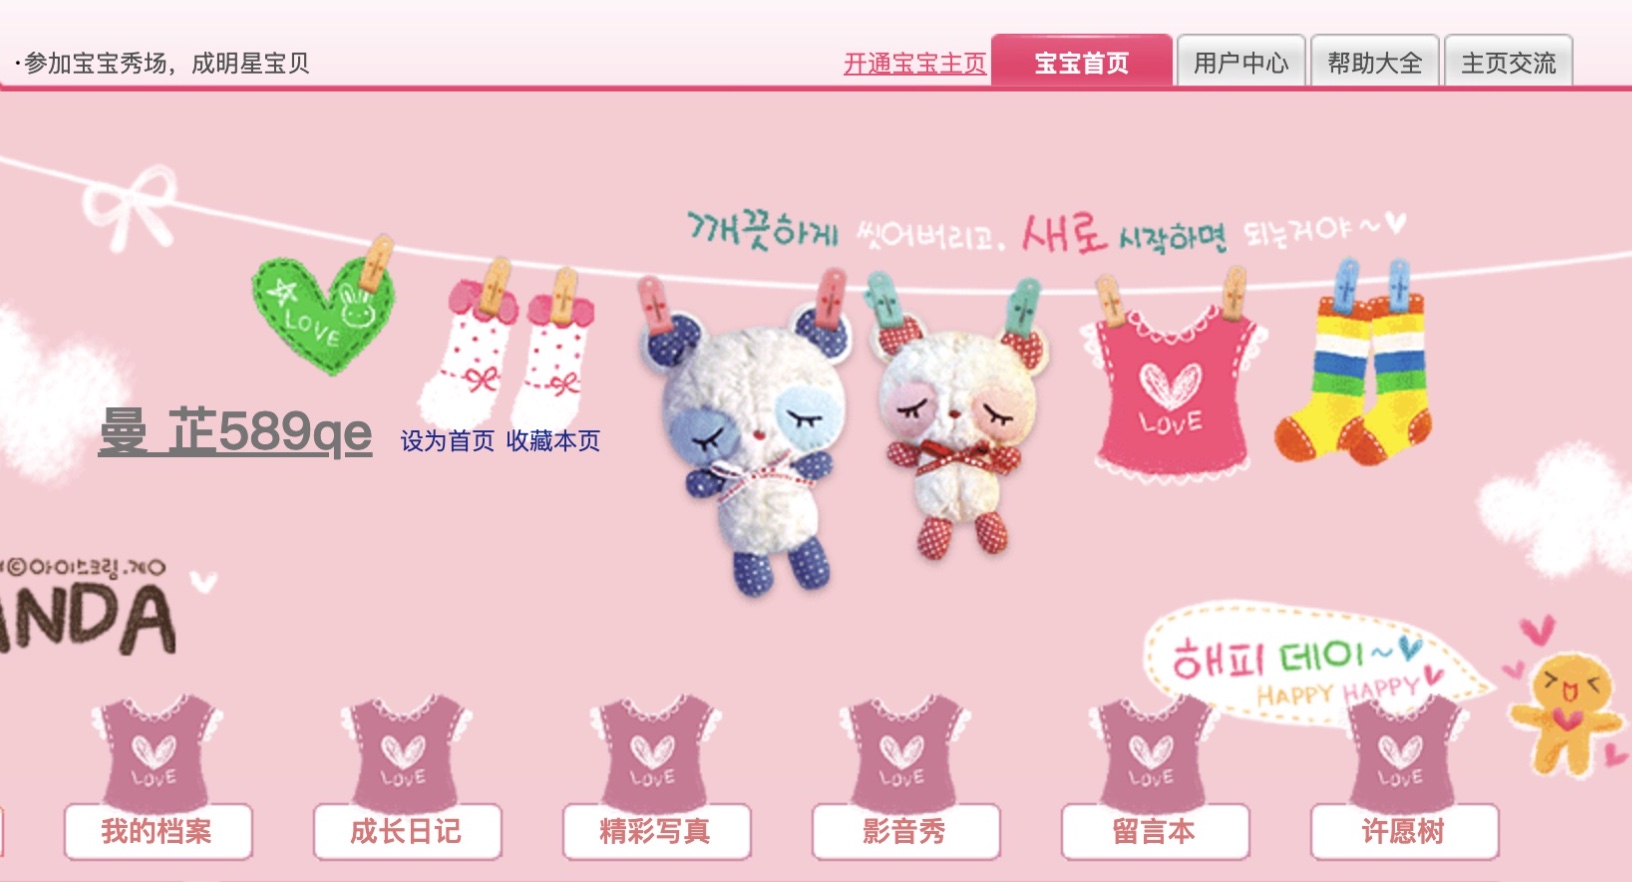 ·参加宝宝秀场，成明星宝贝
开通宝宝主页 宝宝首页 用户中心 帮助大全 主页交流
깨끗하게 씻어버리고. 새로 시작하면 되는거야~
LOVE
LOVE
曼 芷589qe 设为首页 收藏本页
©아이스크림.제이
ANDA
해피 데이~
HAPPY HAPPY
LOVE LOVE LOVE LOVE LOVE LOVE
我的档案 成长日记 精彩写真 影音秀 留言本 许愿树